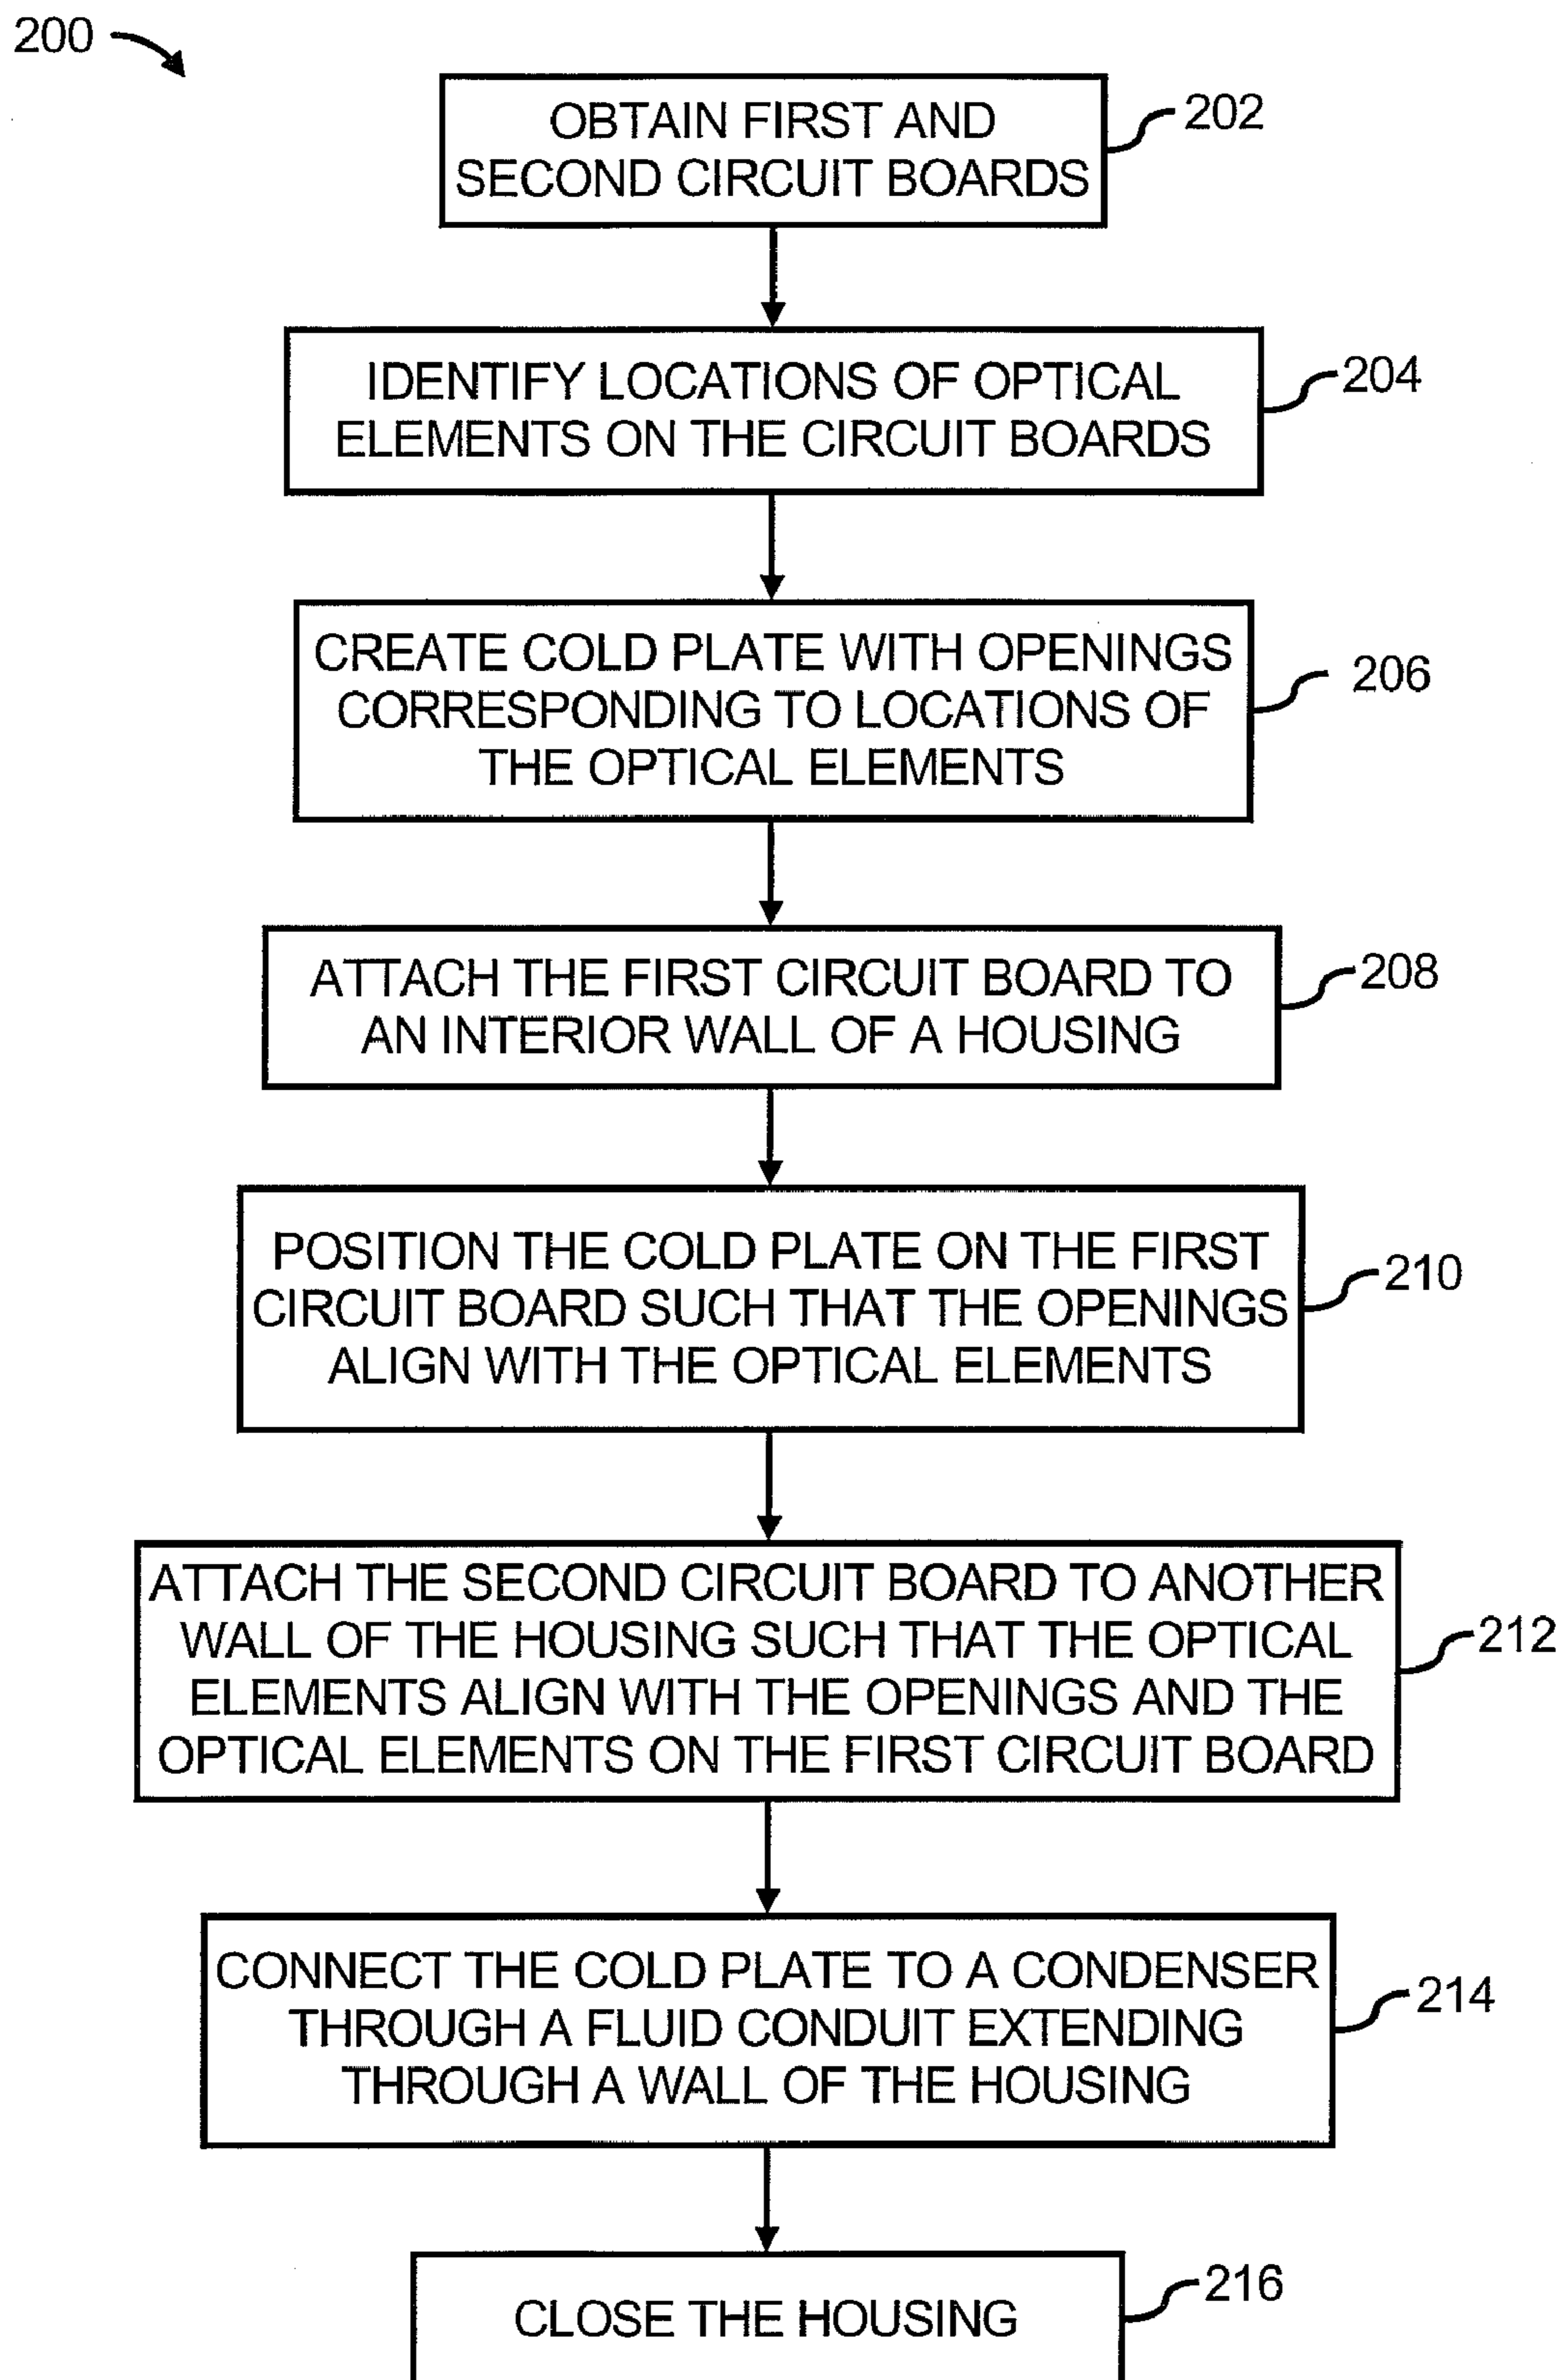 200
OBTAIN FIRST AND
SECOND CIRCUIT BOARDS
202
IDENTIFY LOCATIONS OF OPTICAL
ELEMENTS ON THE CIRCUIT BOARDS
204
CREATE COLD PLATE WITH OPENINGS
CORRESPONDING TO LOCATIONS OF
THE OPTICAL ELEMENTS
206
ATTACH THE FIRST CIRCUIT BOARD TO
AN INTERIOR WALL OF A HOUSING
208
POSITION THE COLD PLATE ON THE FIRST
CIRCUIT BOARD SUCH THAT THE OPENINGS
ALIGN WITH THE OPTICAL ELEMENTS
210
ATTACH THE SECOND CIRCUIT BOARD TO ANOTHER
WALL OF THE HOUSING SUCH THAT THE OPTICAL
ELEMENTS ALIGN WITH THE OPENINGS AND THE
OPTICAL ELEMENTS ON THE FIRST CIRCUIT BOARD
212
CONNECT THE COLD PLATE TO A CONDENSER
THROUGH A FLUID CONDUIT EXTENDING
THROUGH A WALL OF THE HOUSING
214
CLOSE THE HOUSING
216